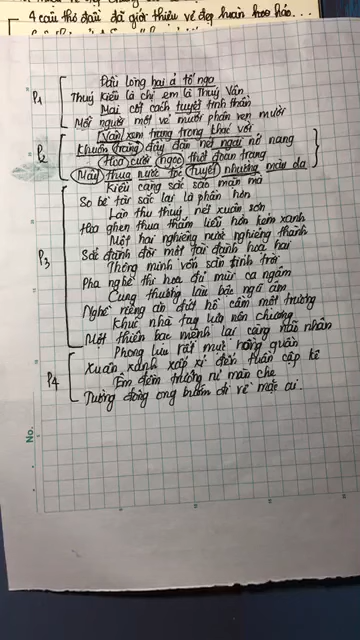 4 câu thơ đầu đã giới thiệu vẻ đẹp hoàn hảo...
P1
Đầu lòng hai ả tố nga
Thuý Kiều là chị em là Thuý Vân
Mai cốt cách tuyết tinh thần
Mỗi người một vẻ mười phân vẹn mười
P2
Vân xem trang trọng khác vời
Khuôn trăng đầy đặn nét ngài nở nang
Hoa cười ngọc thốt đoan trang
Mây thua nước tóc tuyết nhường màu da
P3
Kiều càng sắc sảo mặn mà
So bề tài sắc lại là phần hơn
Làn thu thuỷ nét xuân sơn
Hoa ghen thua thắm liễu hờn kém xanh
Một hai nghiêng nước nghiêng thành
Sắc đành đòi một tài đành hoạ hai
Thông minh vốn sẵn tính trời
Pha nghề thi hoạ đủ mùi ca ngâm
Cung thương làu bậc ngũ âm
Nghề riêng ăn đứt hồ cầm một trương
Khúc nhà tay lựa nên chương
Một thiên bạc mệnh lại càng não nhân
P4
Phong lưu rất mực hồng quần
Xuân xanh xấp xỉ đến tuần cập kê
Êm đềm trướng rủ màn che
Tường đông ong bướm đi về mặc ai
No.